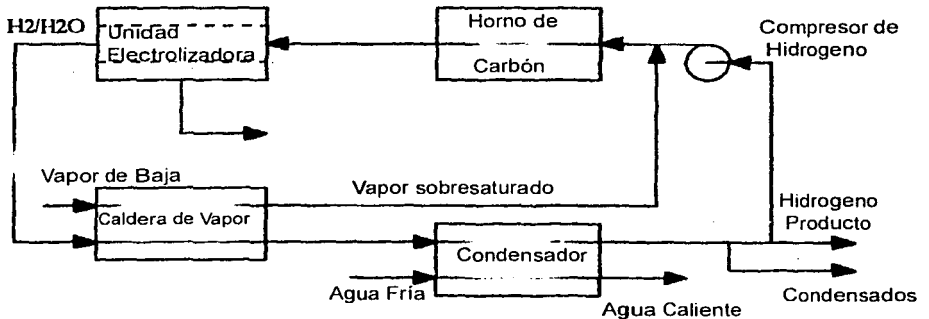 H2/H2O
Unidad
Electrolizadora
Horno de
Carbón
Compresor de
Hidrogeno
Vapor de Baja
Caldera de Vapor
Vapor sobresaturado
Hidrogeno
Producto
Condensador
Agua Fría
Agua Caliente
Condensados